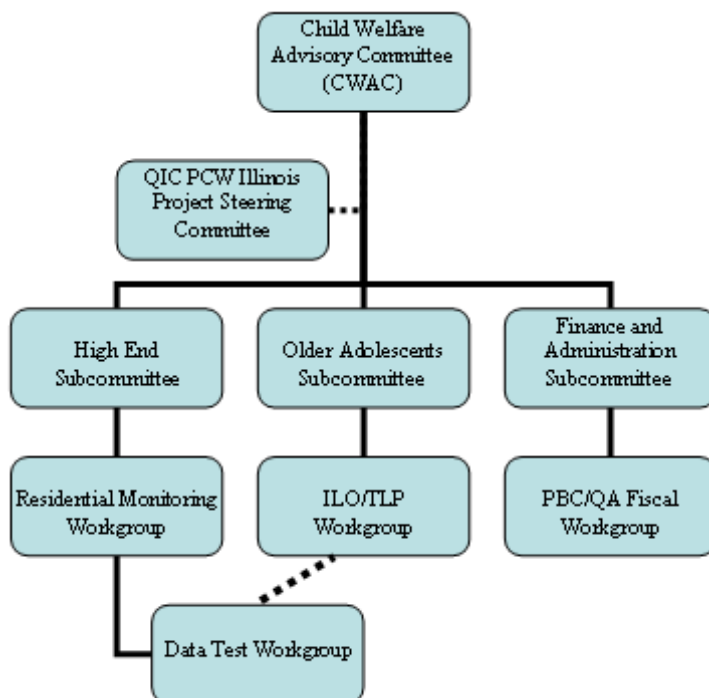 Child Welfare
Advisory Committee
(CWAC)
QIC PCW Illinois
Project Steering
Committee
High End
Subcommittee
Older Adolescents
Subcommittee
Finance and
Administration
Subcommittee
Residential Monitoring
Workgroup
ILO/TLP
Workgroup
PBC/QA Fiscal
Workgroup
Data Test Workgroup